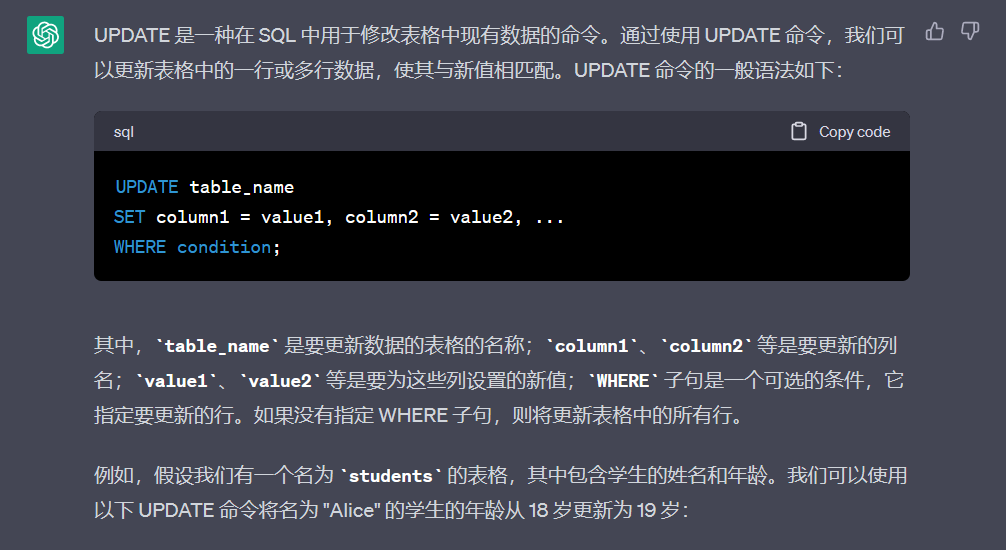 UPDATE 是一种在 SQL 中用于修改表格中现有数据的命令。通过使用 UPDATE 命令，我们可
以更新表格中的一行或多行数据，使其与新值相匹配。UPDATE 命令的一般语法如下：
sql
Copy code
UPDATE table_name
SET column1 = value1, column2 = value2, ...
WHERE condition;
其中，`table_name` 是要更新数据的表格的名称；`column1`、`column2` 等是要更新的列
名；`value1`、`value2` 等是要为这些列设置的新值；`WHERE` 子句是一个可选的条件，它
指定要更新的行。如果没有指定 WHERE 子句，则将更新表格中的所有行。
例如，假设我们有一个名为 `students` 的表格，其中包含学生的姓名和年龄。我们可以使用
以下 UPDATE 命令将名为 "Alice" 的学生的年龄从 18 岁更新为 19 岁：